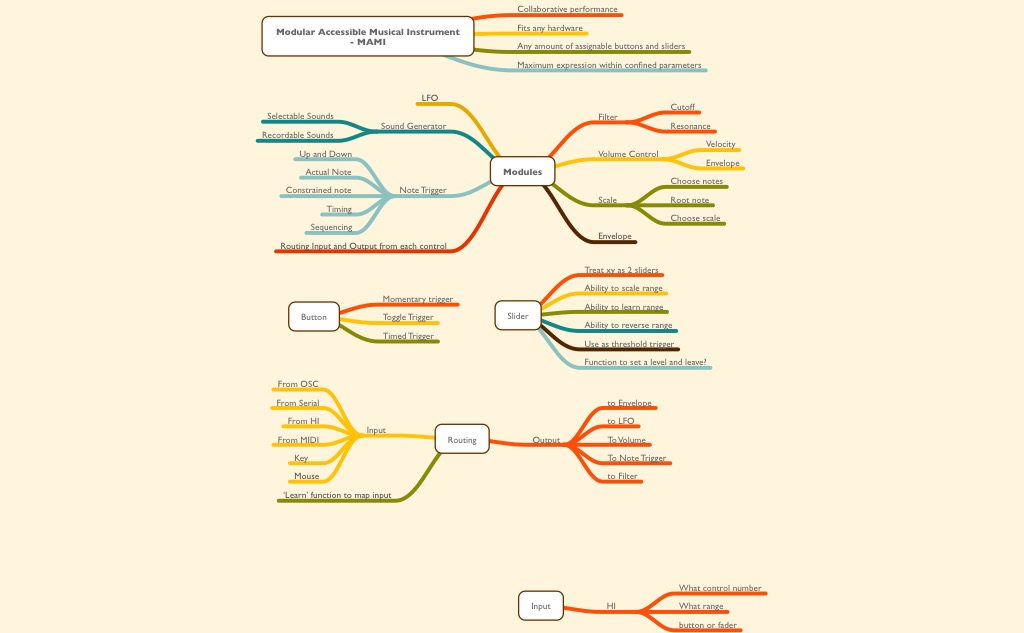 Modular Accessible Musical Instrument
- MAMI
Collaborative performance
Fits any hardware
Any amount of assignable buttons and sliders
Maximum expression within confined parameters
Modules
LFO
Sound Generator
Selectable Sounds
Recordable Sounds
Note Trigger
Up and Down
Actual Note
Constrained note
Timing
Sequencing
Routing Input and Output from each control
Filter
Cutoff
Resonance
Volume Control
Velocity
Envelope
Scale
Choose notes
Root note
Choose scale
Envelope
Button
Momentary trigger
Toggle Trigger
Timed Trigger
Slider
Treat xy as 2 sliders
Ability to scale range
Ability to learn range
Ability to reverse range
Use as threshold trigger
Function to set a level and leave?
Routing
Input
From OSC
From Serial
From HI
From MIDI
Key
Mouse
'Learn' function to map input
Output
to Envelope
to LFO
To Volume
To Note Trigger
to Filter
Input
HI
What control number
What range
button or fader